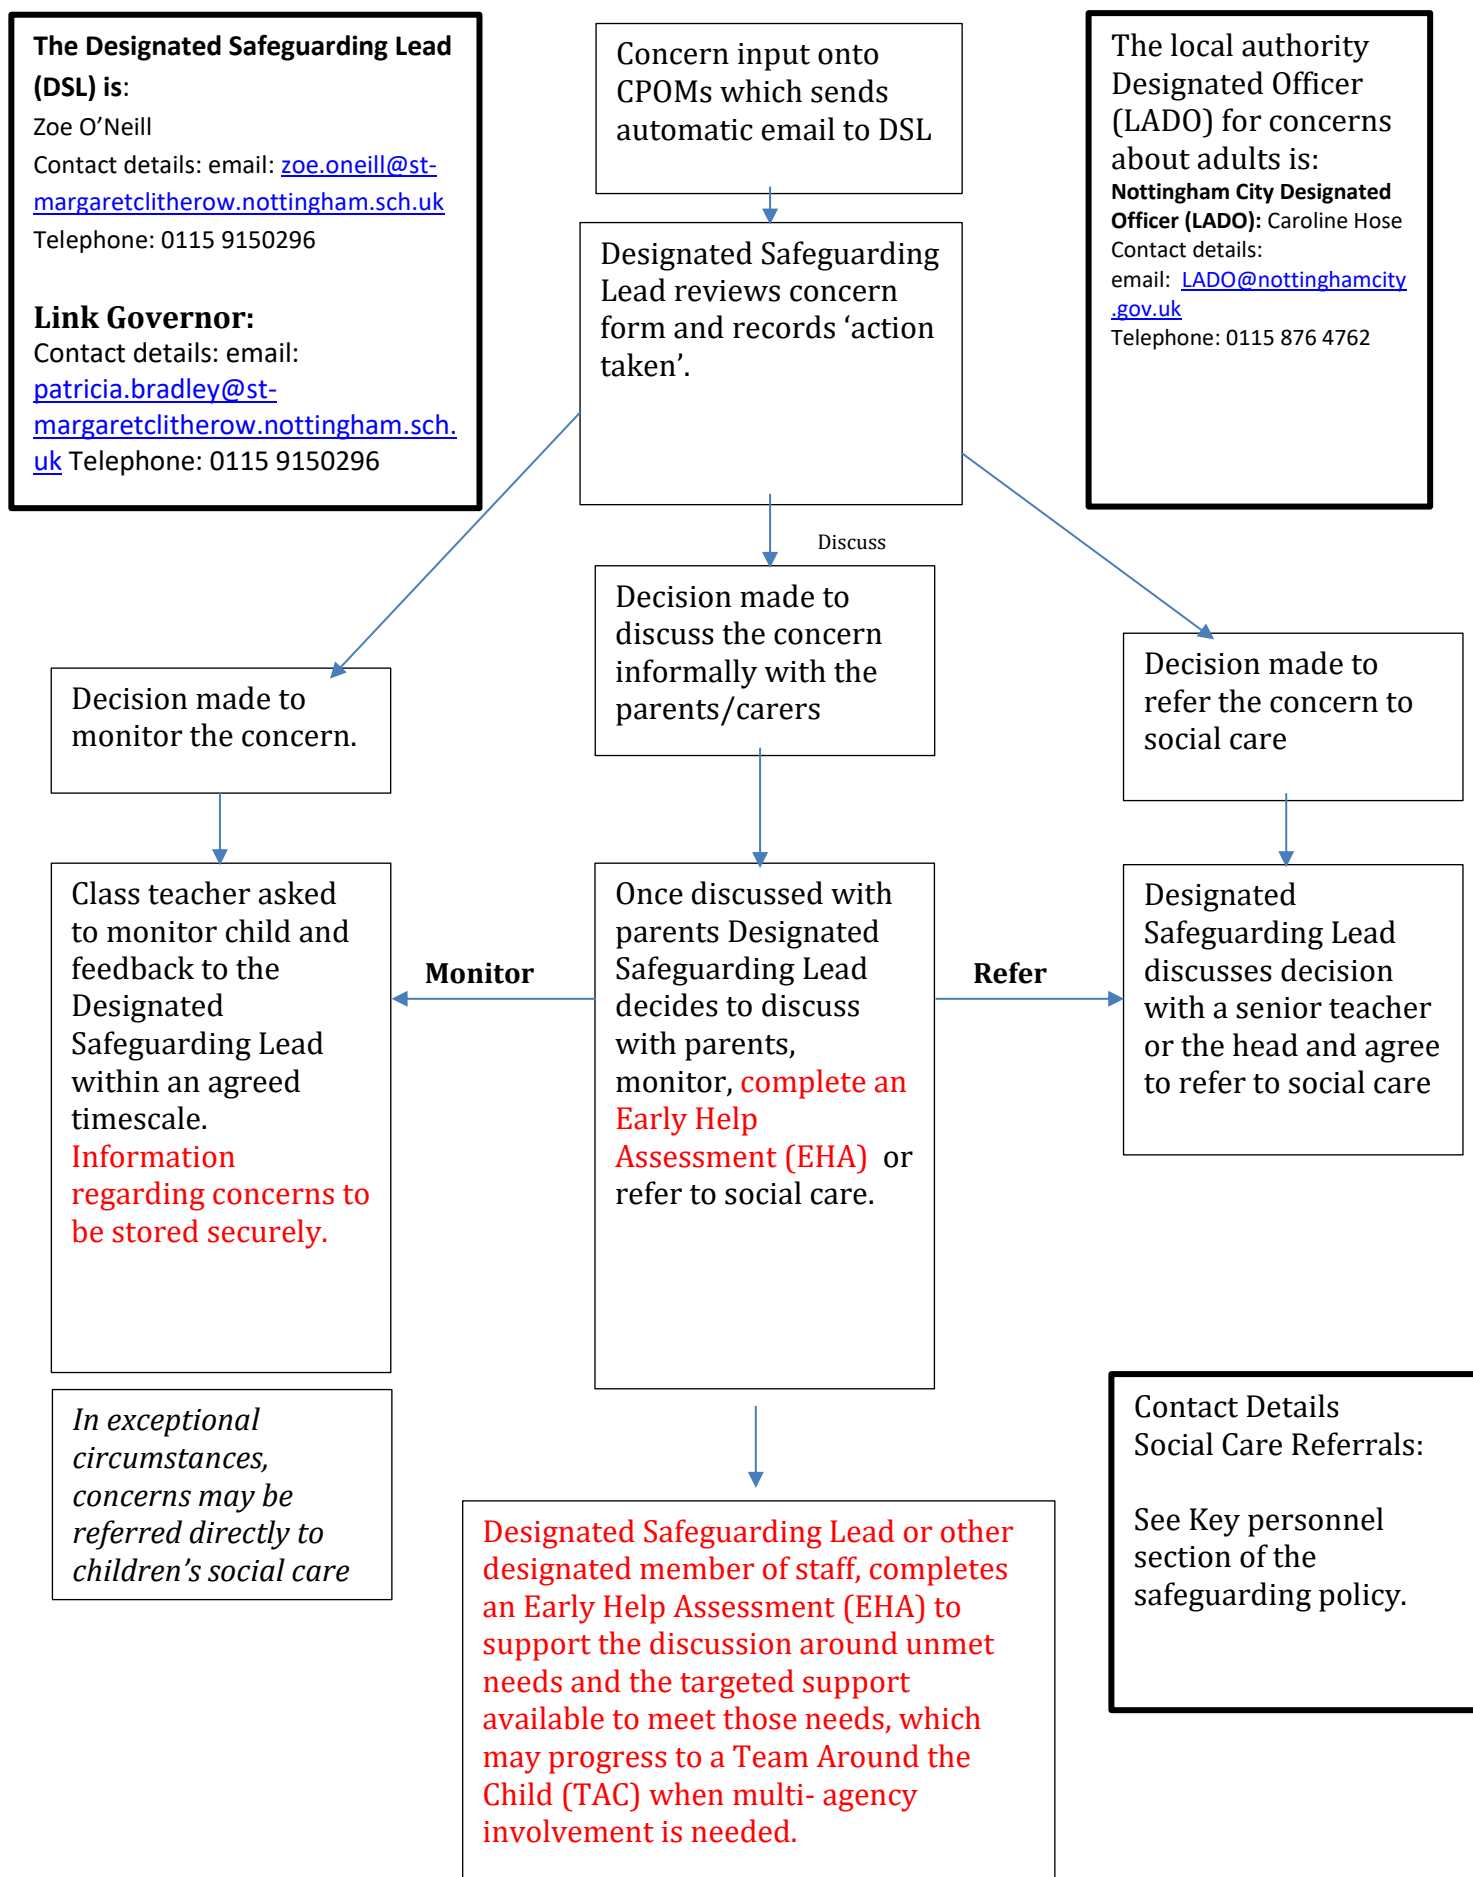 The Designated Safeguarding Lead
(DSL) is:
Zoe O’Neill
Contact details: email: zoe.oneill@st-
margaretclitherow.nottingham.sch.uk
Telephone: 0115 9150296
Link Governor:
Contact details: email:
patricia.bradley@st-
margaretclitherow.nottingham.sch.
uk Telephone: 0115 9150296
Concern input onto
CPOMs which sends
automatic email to DSL
The local authority
Designated Officer
(LADO) for concerns
about adults is:
Nottingham City Designated
Officer (LADO): Caroline Hose
Contact details:
email: LADO@nottinghamcity
.gov.uk
Telephone: 0115 876 4762
Designated Safeguarding
Lead reviews concern
form and records ‘action
taken’.
Discuss
Decision made to
monitor the concern.
Decision made to
discuss the concern
informally with the
parents/carers
Decision made to
refer the concern to
social care
Class teacher asked
to monitor child and
feedback to the
Designated
Safeguarding Lead
within an agreed
timescale.
Information
regarding concerns to
be stored securely.
Monitor
Once discussed with
parents Designated
Safeguarding Lead
decides to discuss
with parents,
monitor, complete an
Early Help
Assessment (EHA) or
refer to social care.
Refer
Designated
Safeguarding Lead
discusses decision
with a senior teacher
or the head and agree
to refer to social care
In exceptional
circumstances,
concerns may be
referred directly to
children’s social care
Designated Safeguarding Lead or other
designated member of staff, completes
an Early Help Assessment (EHA) to
support the discussion around unmet
needs and the targeted support
available to meet those needs, which
may progress to a Team Around the
Child (TAC) when multi- agency
involvement is needed.
Contact Details
Social Care Referrals:
See Key personnel
section of the
safeguarding policy.